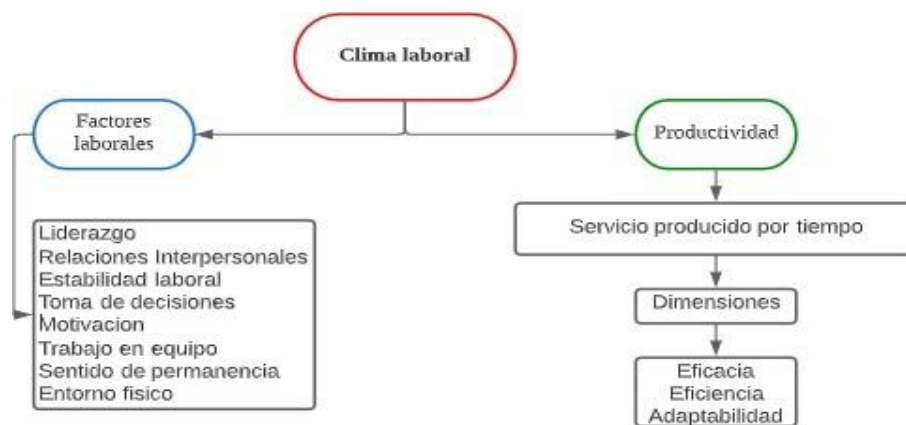 Clima laboral
Factores
laborales
Productividad
Liderazgo
Relaciones Interpersonales
Estabilidad laboral
Toma de decisiones
Motivacion
Trabajo en equipo
Sentido de permanencia
Entorno fisico
Servicio producido por tiempo
Dimensiones
Eficacia
Eficiencia
Adaptabilidad